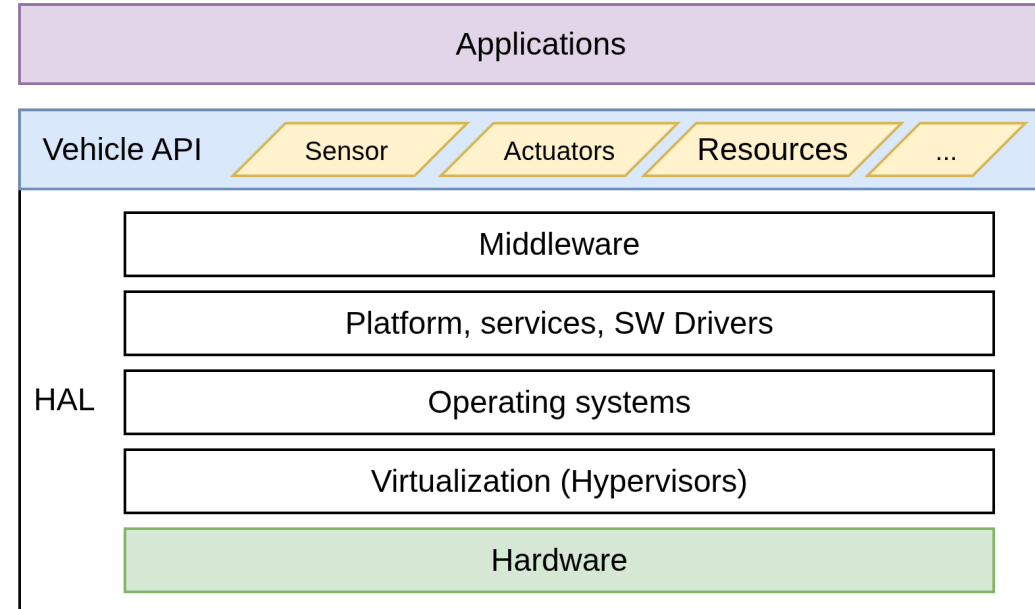 Applications
Vehicle API
Sensor
Actuators
Resources
...
Middleware
Platform, services, SW Drivers
HAL
Operating systems
Virtualization (Hypervisors)
Hardware